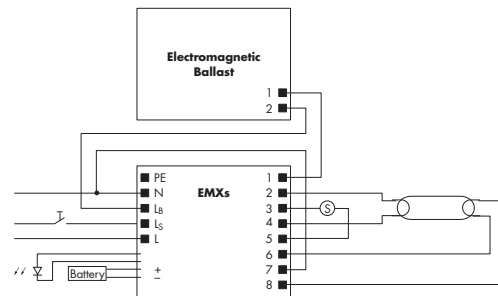 Electromagnetic
Ballast
1
2
EMXs
PE
N
LB
LS
L
+
–
Battery
1
2
3
4
5
6
7
8
S